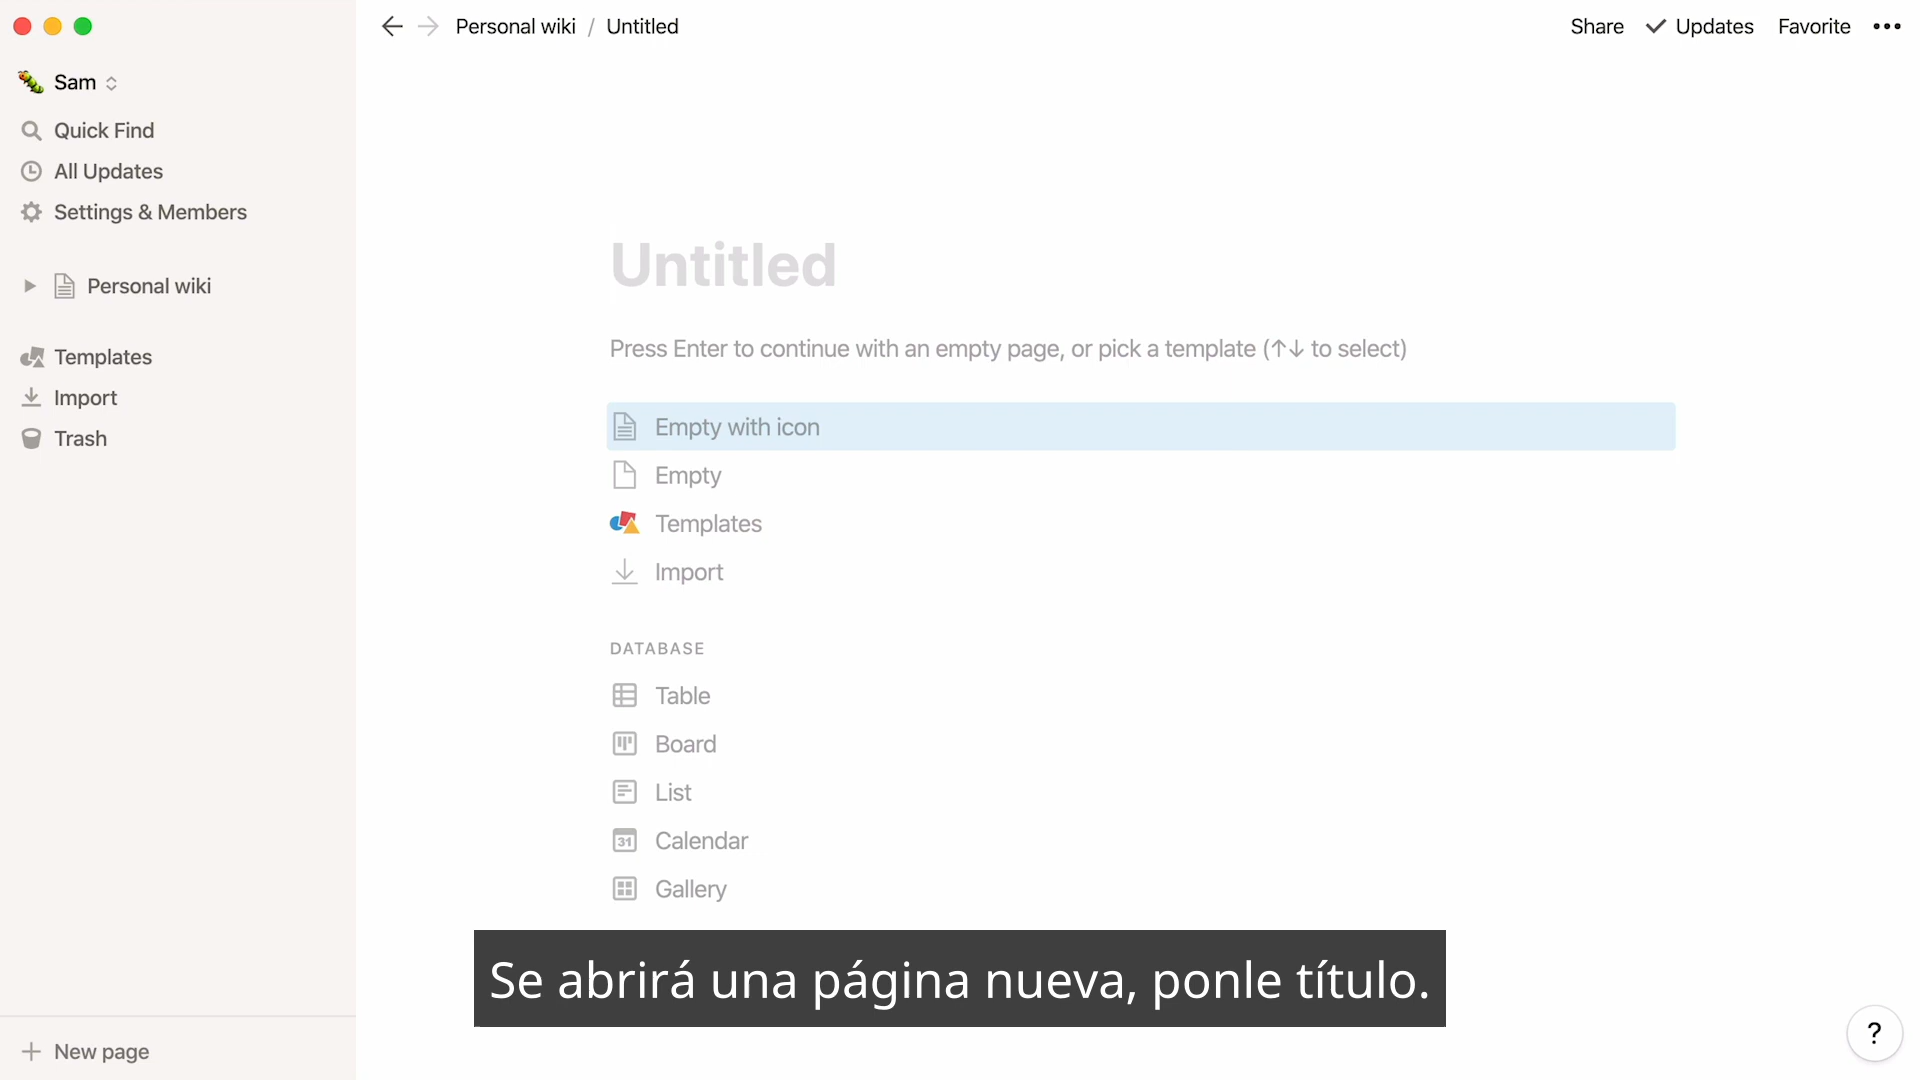 Personal wiki / Untitled
Share Updates Favorite
Sam
Quick Find
All Updates
Settings & Members
Personal wiki
Templates
Import
Trash
New page
Untitled
Press Enter to continue with an empty page, or pick a template (↑↓ to select)
Empty with icon
Empty
Templates
Import
DATABASE
Table
Board
List
31 Calendar
Gallery
Se abrirá una página nueva, ponle título.
?